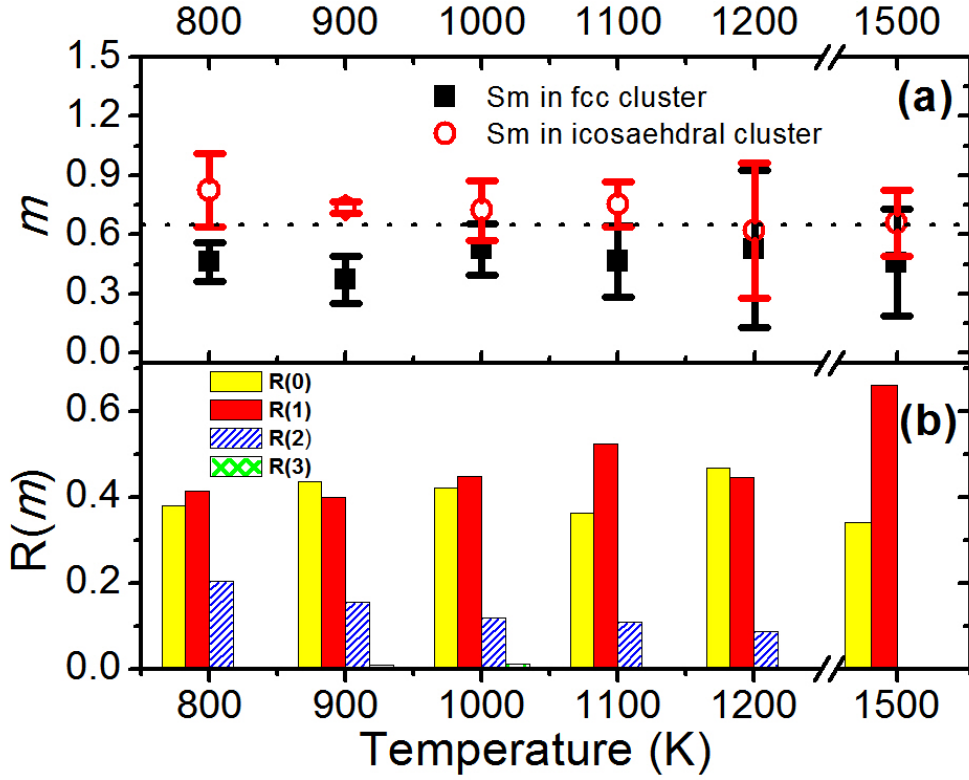 800 900 1000 1100 1200 1500
1.5
(a)
Sm in fcc cluster
1.2
Sm in icosaehdral cluster
0.9
m
0.6
0.3
0.0
R(0)
R(1)
R(2)
R(3)
(b)
0.6
0.4
R(m)
0.2
0.0
800 900 1000 1100 1200 1500
Temperature (K)